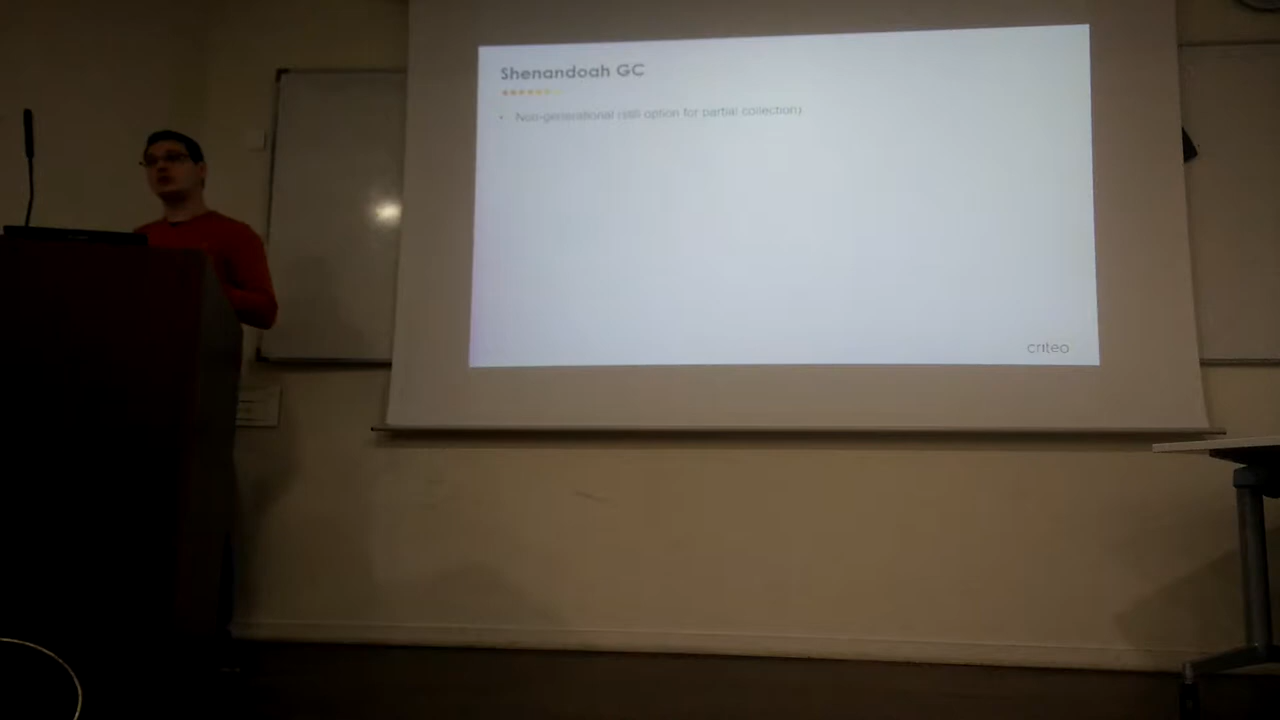 Shenandoah GC
• Non-generational (still option for partial collection)
criteo